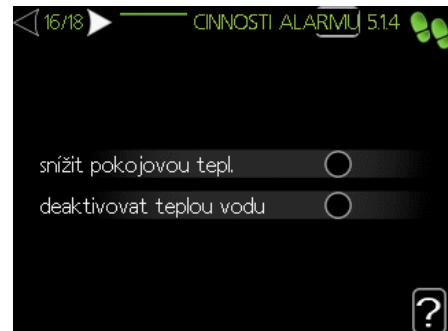 16/18 CINNOSTI ALARMU 5.1.4
snížit pokojovou tepl.
deaktivovat teplou vodu
?